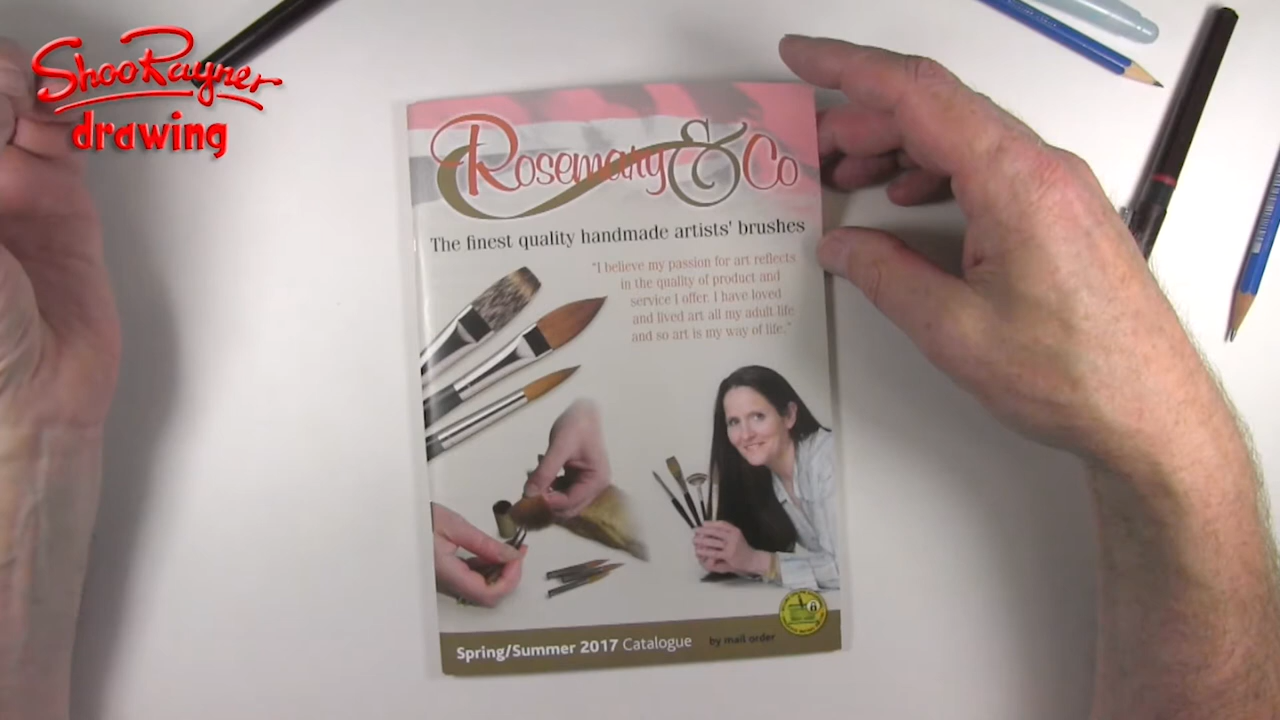 ShooRayner
drawing
Rosemary & Co
The finest quality handmade artists' brushes
"I believe my passion for art reflects
in the quality of product and
service I offer. I have loved
and lived art all my adult life
and so art is my way of life."
Spring/Summer 2017 Catalogue
by mail order